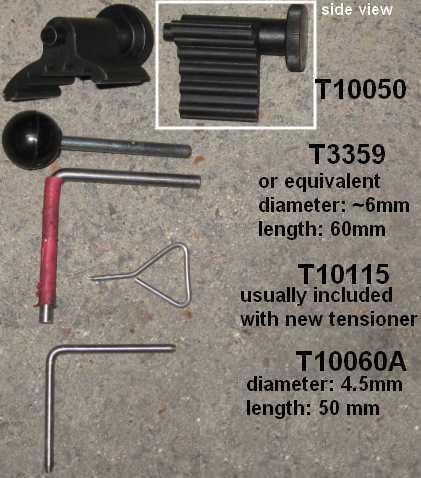 side view
T10050
T3359
or equivalent
diameter: ~6mm
length: 60mm
T10115
usually included
with new tensioner
T10060A
diameter: 4.5mm
length: 50 mm